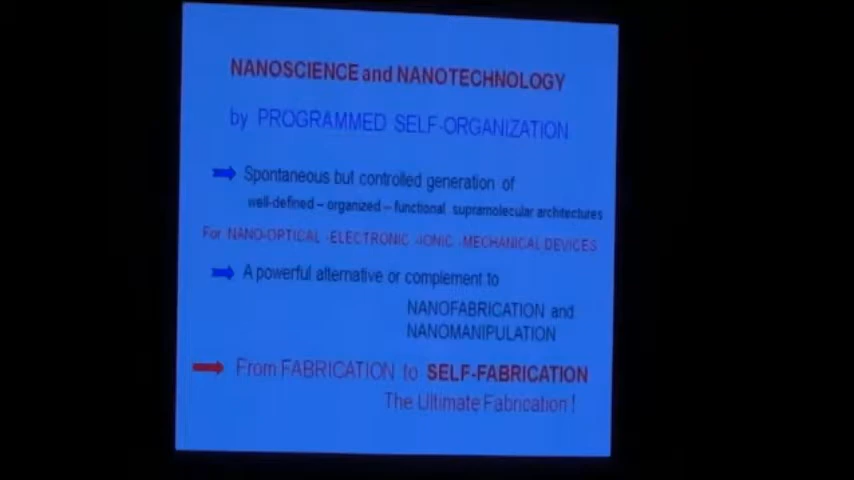 NANOSCIENCE and NANOTECHNOLOGY
by PROGRAMMED SELF-ORGANIZATION
Spontaneous but controlled generation of
well-defined – organized – functional supramolecular architectures
For NANO-OPTICAL -ELECTRONIC -IONIC -MECHANICAL DEVICES
A powerful alternative or complement to
NANOFABRICATION and
NANOMANIPULATION
From FABRICATION to SELF-FABRICATION
The Ultimate Fabrication !